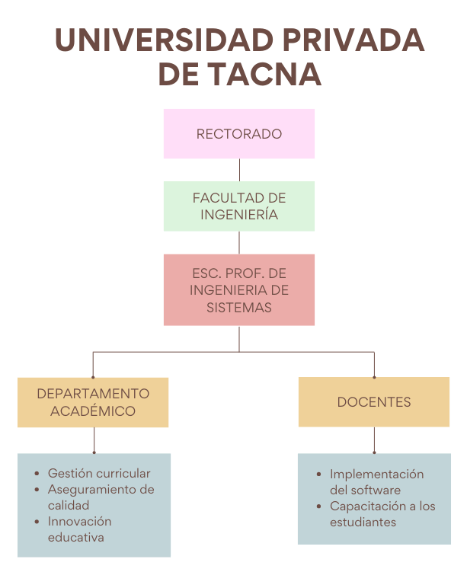 UNIVERSIDAD PRIVADA
DE TACNA
RECTORADO
FACULTAD DE
INGENIERÍA
ESC. PROF. DE
INGENIERIA DE
SISTEMAS
DEPARTAMENTO
ACADÉMICO
• Gestión curricular
• Aseguramiento de
calidad
• Innovación
educativa
DOCENTES
• Implementación
del software
• Capacitación a los
estudiantes